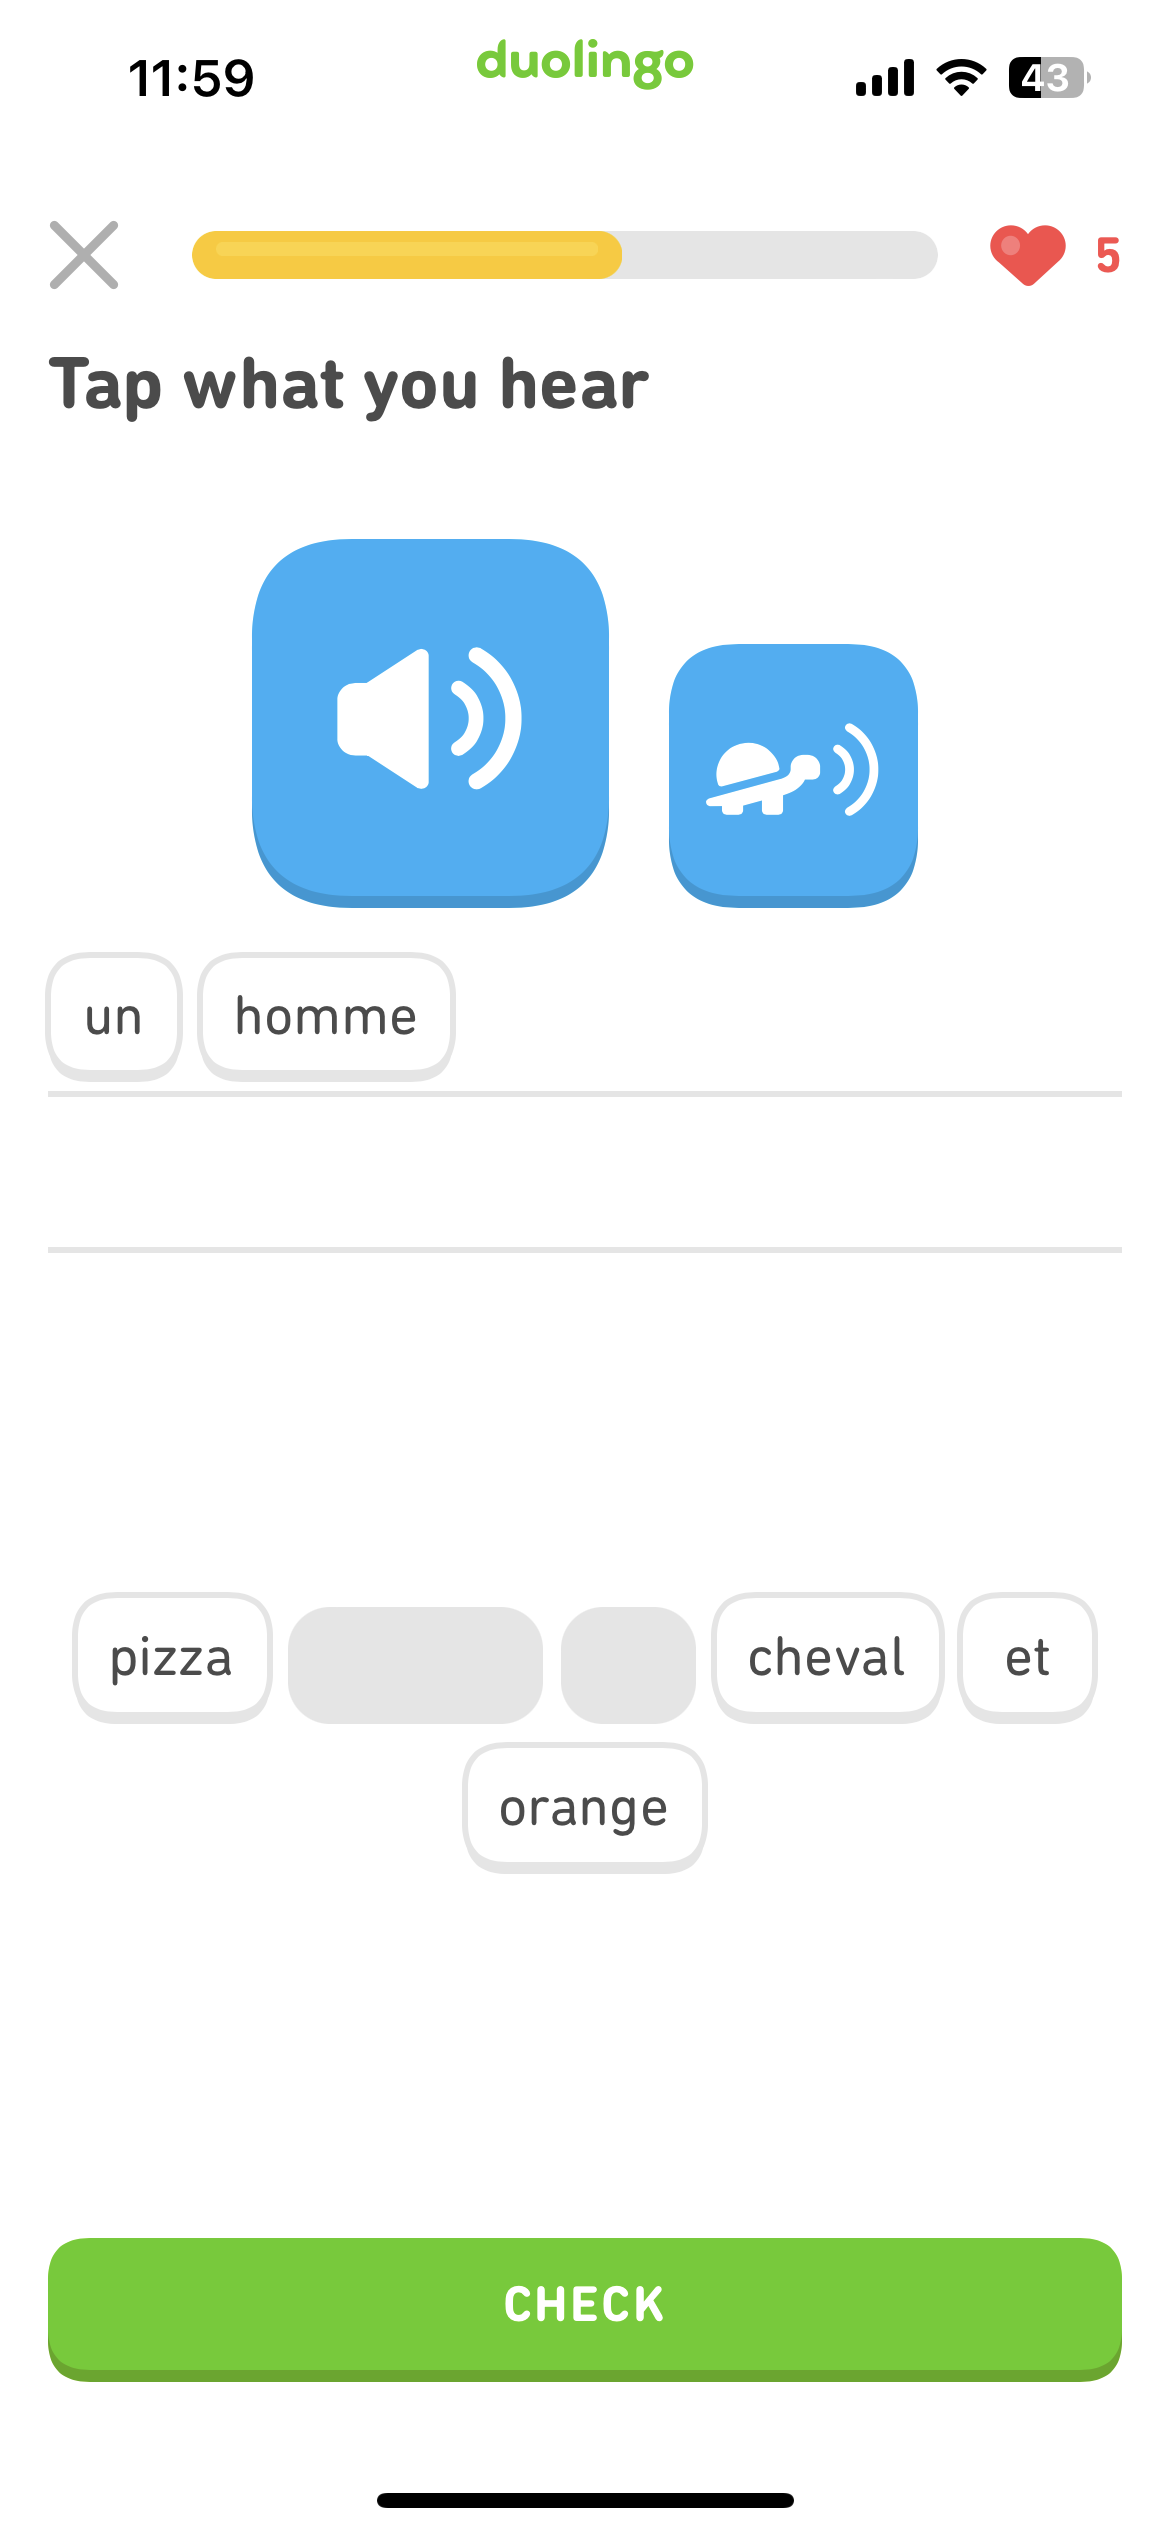 11:59
duolingo
43
5
Tap what you hear
un homme
pizza cheval et
orange
CHECK